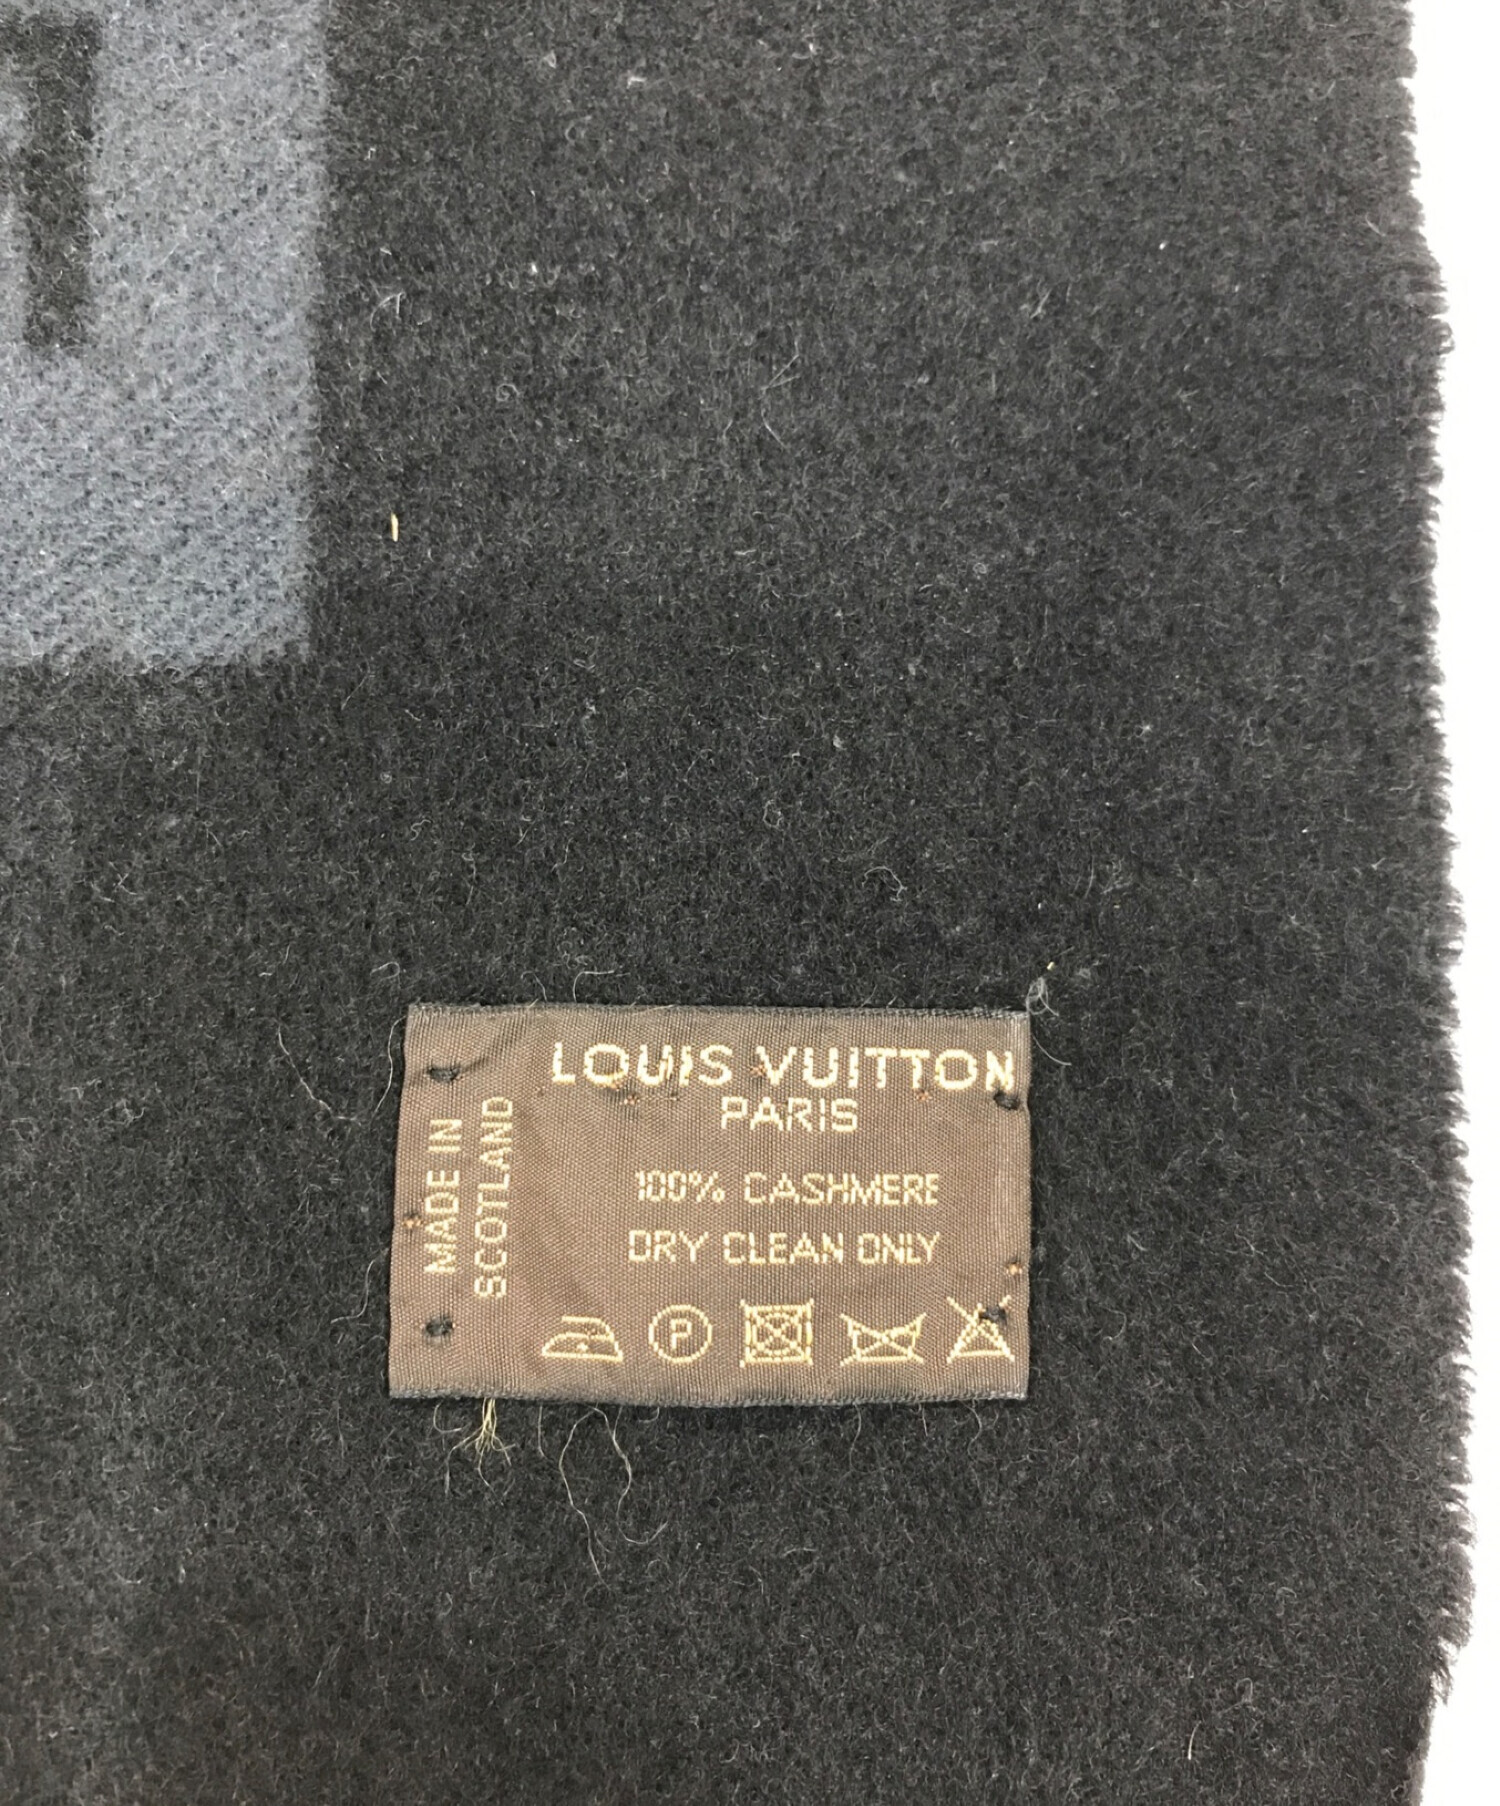 LOUIS VUITTON
PARIS
100% CASHMERE
DRY CLEAN ONLY
P
MADE IN
SCOTLAND